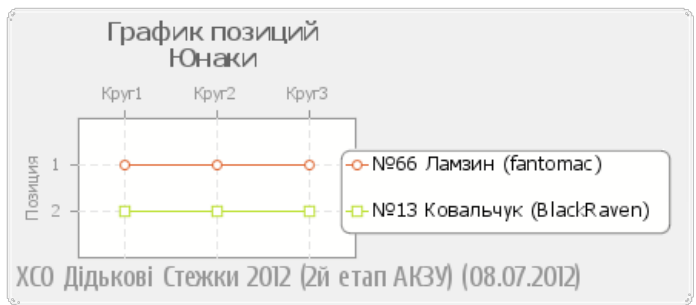 График позиций
Юнаки
Круг1 Круг2 Круг3
Позиция
1
2
№66 Ламзин (fantomac)
№13 Ковальчук (BlackRaven)
ХСО Дідькові Стежки 2012 (2й етап АКЗУ) (08.07.2012)